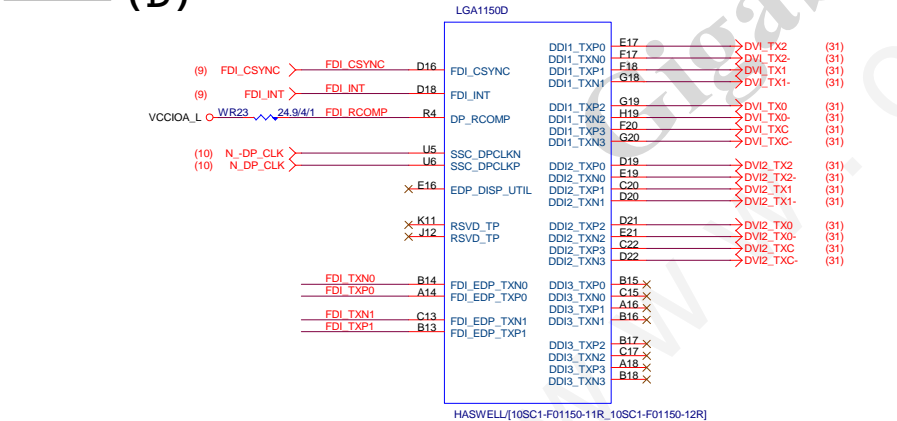 (D)
LGA1150D
(9) FDI_CSYNC FDI_CSYNC D16 FDI_CSYNC
(9) FDI_INT FDI_INT D18 FDI_INT
VCCIOA_L WR23 24.9/4/1 FDI_RCOMP R4 DP_RCOMP
(10) N_-DP_CLK U5 SSC_DPCLKN
(10) N_DP_CLK U6 SSC_DPCLKP
E16 EDP_DISP_UTIL
K11 RSVD_TP
J12 RSVD_TP
FDI_TXN0 B14 FDI_EDP_TXN0
FDI_TXP0 A14 FDI_EDP_TXP0
FDI_TXN1 C13 FDI_EDP_TXN1
FDI_TXP1 B13 FDI_EDP_TXP1
DDI1_TXP0 E17 DVI_TX2 (31)
DDI1_TXN0 F17 DVI_TX2- (31)
DDI1_TXP1 F18 DVI_TX1 (31)
DDI1_TXN1 G18 DVI_TX1- (31)
DDI1_TXP2 G19 DVI_TX0 (31)
DDI1_TXN2 H19 DVI_TX0- (31)
DDI1_TXP3 F20 DVI_TXC (31)
DDI1_TXN3 G20 DVI_TXC- (31)
DDI2_TXP0 D19 DVI2_TX2 (31)
DDI2_TXN0 E19 DVI2_TX2- (31)
DDI2_TXP1 C20 DVI2_TX1 (31)
DDI2_TXN1 D20 DVI2_TX1- (31)
DDI2_TXP2 D21 DVI2_TX0 (31)
DDI2_TXN2 E21 DVI2_TX0- (31)
DDI2_TXP3 C22 DVI2_TXC (31)
DDI2_TXN3 D22 DVI2_TXC- (31)
DDI3_TXP0 B15
DDI3_TXN0 C15
DDI3_TXP1 A16
DDI3_TXN1 B16
DDI3_TXP2 B17
DDI3_TXN2 C17
DDI3_TXP3 A18
DDI3_TXN3 B18
HASWELL/[10SC1-F01150-11R_10SC1-F01150-12R]